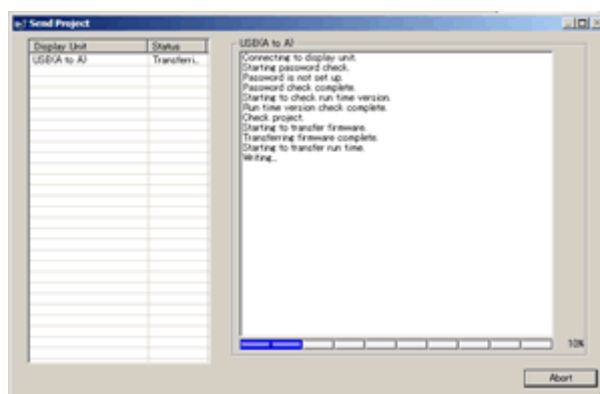 Send Project
Display Unit
Status
USB(A to A)
Transferri..
USB(A to A)
Connecting to display unit.
Starting password check.
Password is not set up.
Password check complete.
Starting to check run time version.
Run time version check complete.
Check project.
Starting to transfer firmware.
Transferring firmware complete.
Starting to transfer run time.
Writing..
10%
Abort